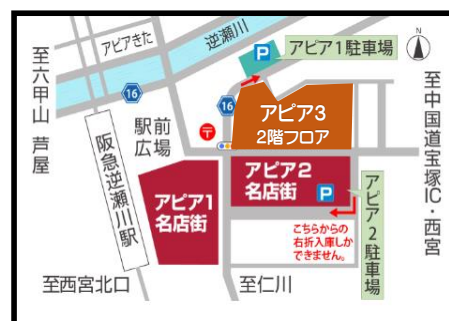 アピアきた
逆瀬川
P
アピア1駐車場
N
至六甲山 芦屋
16
16
アピア3
2階フロア
至中国道宝塚IC・西宮
駅前
広場
〒
阪急逆瀬川駅
アピア1
名店街
アピア2
名店街
P
アピア2駐車場
こちらからの
右折入庫しか
できません。
至西宮北口
至仁川